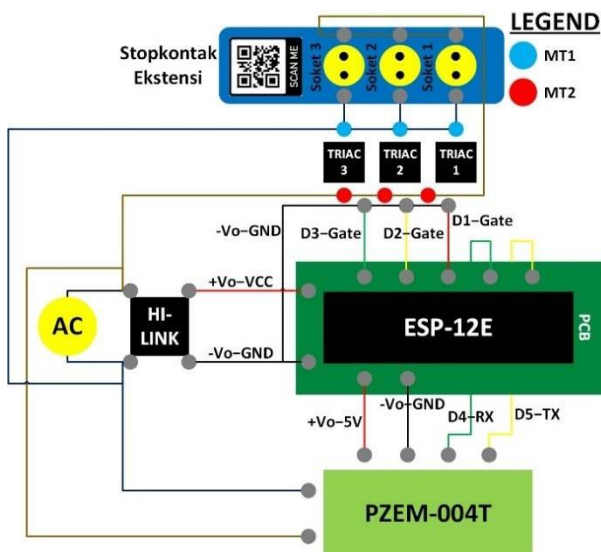 LEGEND
MT1
MT2
Stopkontak
Ekstensi
SCAN ME
Soket 3
Soket 2
Soket 1
TRIAC
3
TRIAC
2
TRIAC
1
-Vo-GND
D3-Gate
D2-Gate
D1-Gate
+Vo-VCC
AC
HI-
LINK
ESP-12E
PCB
-Vo-GND
+Vo-5V
-Vo-GND
D4-RX
D5-TX
PZEM-004T